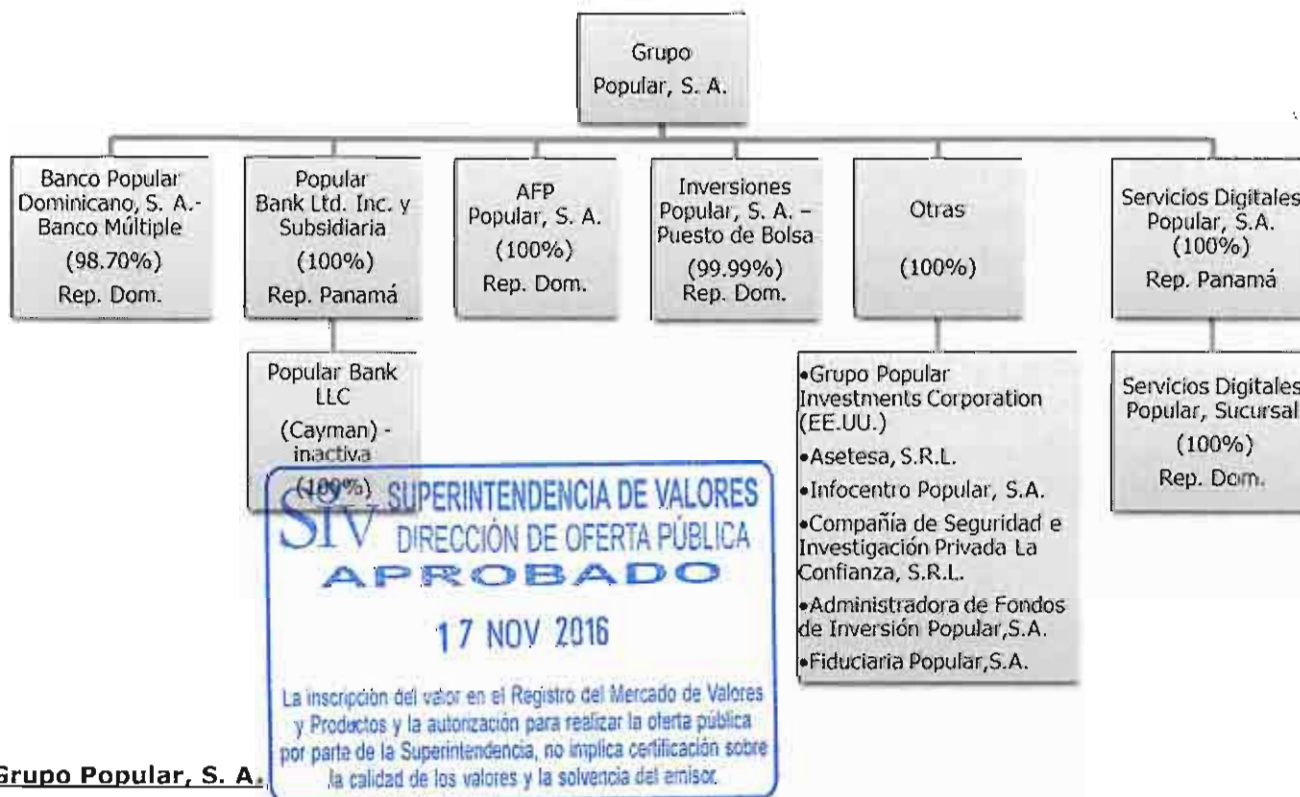 Grupo
Popular, S. A.
Banco Popular
Dominicano, S. A.-
Banco Múltiple
(98.70%)
Rep. Dom.
Popular
Bank Ltd. Inc. y
Subsidiaria
(100%)
Rep. Panamá
AFP
Popular, S. A.
(100%)
Rep. Dom.
Inversiones
Popular, S. A. –
Puesto de Bolsa
(99.99%)
Rep. Dom.
Otras
(100%)
Servicios Digitales
Popular, S.A.
(100%)
Rep. Panamá
Popular Bank
LLC
(Cayman) -
inactiva
(100%)
•Grupo Popular
Investments Corporation
(EE.UU.)
•Asetesa, S.R.L.
•Infocentro Popular, S.A.
•Compañía de Seguridad e
Investigación Privada La
Confianza, S.R.L.
•Administradora de Fondos
de Inversión Popular,S.A.
•Fiduciaria Popular,S.A.
Servicios Digitales
Popular, Sucursal
(100%)
Rep. Dom.
SIV SUPERINTENDENCIA DE VALORES
DIRECCIÓN DE OFERTA PÚBLICA
APROBADO
17 NOV 2016
La inscripción del valor en el Registro del Mercado de Valores
y Productos y la autorización para realizar la oferta pública
por parte de la Superintendencia, no implica certificación sobre
la calidad de los valores y la solvencia del emisor.
Grupo Popular, S. A.